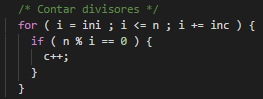 /* Contar divisores */
for ( i = ini ; i <= n ; i += inc ) {
if ( n % i == 0 ) {
c++;
}
}